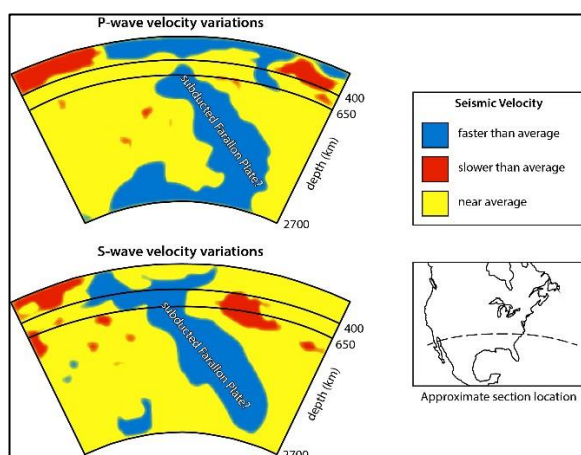 P-wave velocity variations
subducted Farallon Plate?
400
650
depth (km)
2700
S-wave velocity variations
subducted Farallon Plate?
400
650
depth (km)
2700
Seismic Velocity
faster than average
slower than average
near average
Approximate section location